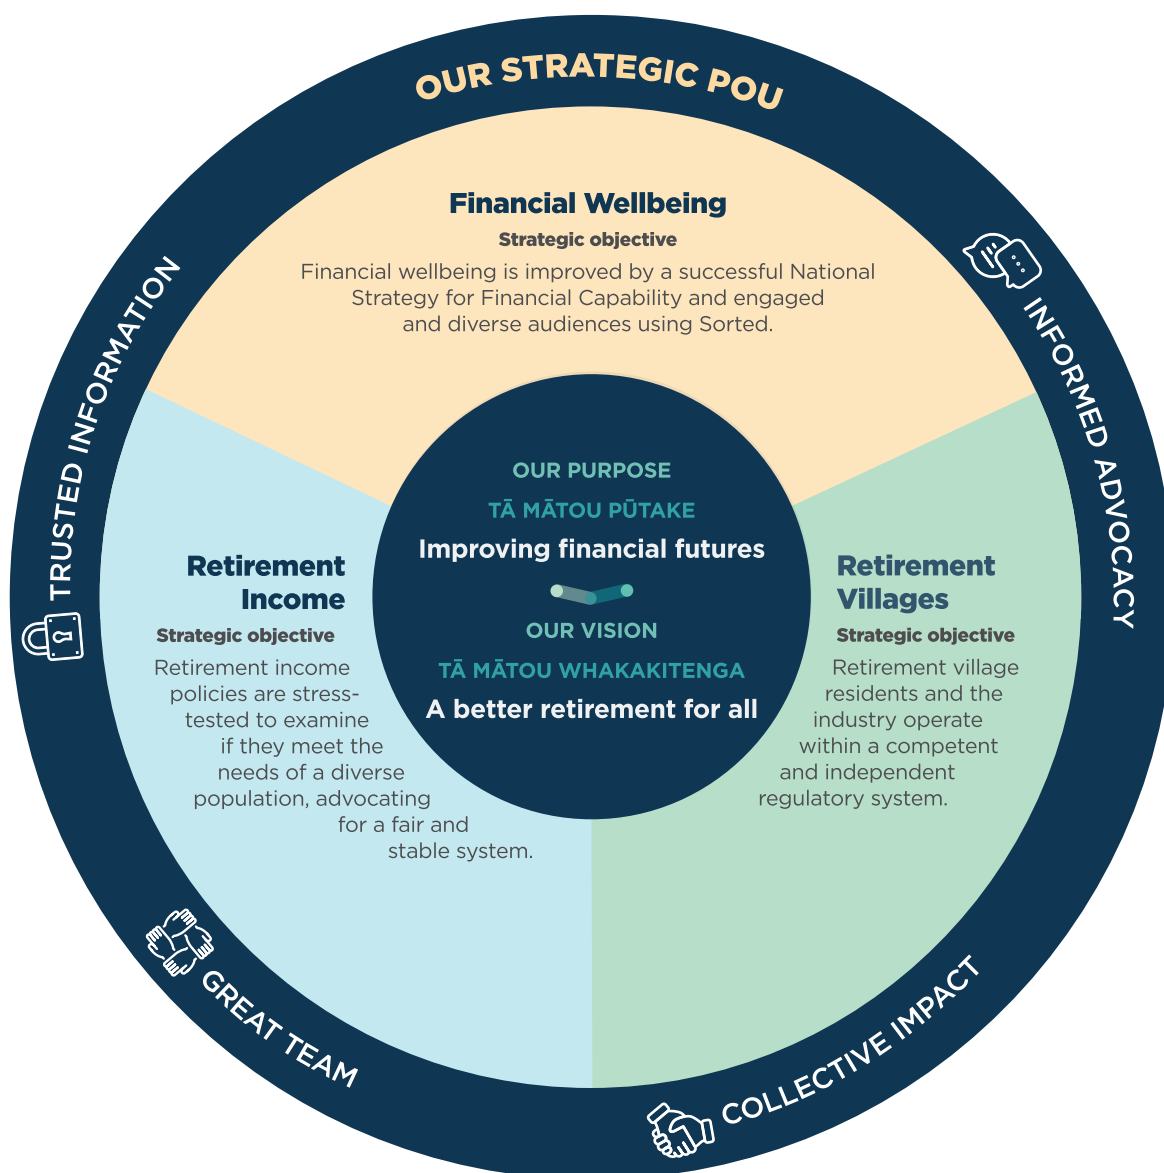 OUR STRATEGIC POU
Financial Wellbeing
Strategic objective
Financial wellbeing is improved by a successful National
Strategy for Financial Capability and engaged
and diverse audiences using Sorted.
TRUSTED INFORMATION
INFORMED ADVOCACY
OUR PURPOSE
TĀ MĀTOU PŪTAKE
Improving financial futures
OUR VISION
TĀ MĀTOU WHAKAKITENGA
A better retirement for all
Retirement
Income
Strategic objective
Retirement income
policies are stress-
tested to examine
if they meet the
needs of a diverse
population, advocating
for a fair and
stable system.
Retirement
Villages
Strategic objective
Retirement village
residents and the
industry operate
within a competent
and independent
regulatory system.
GREAT TEAM
COLLECTIVE IMPACT